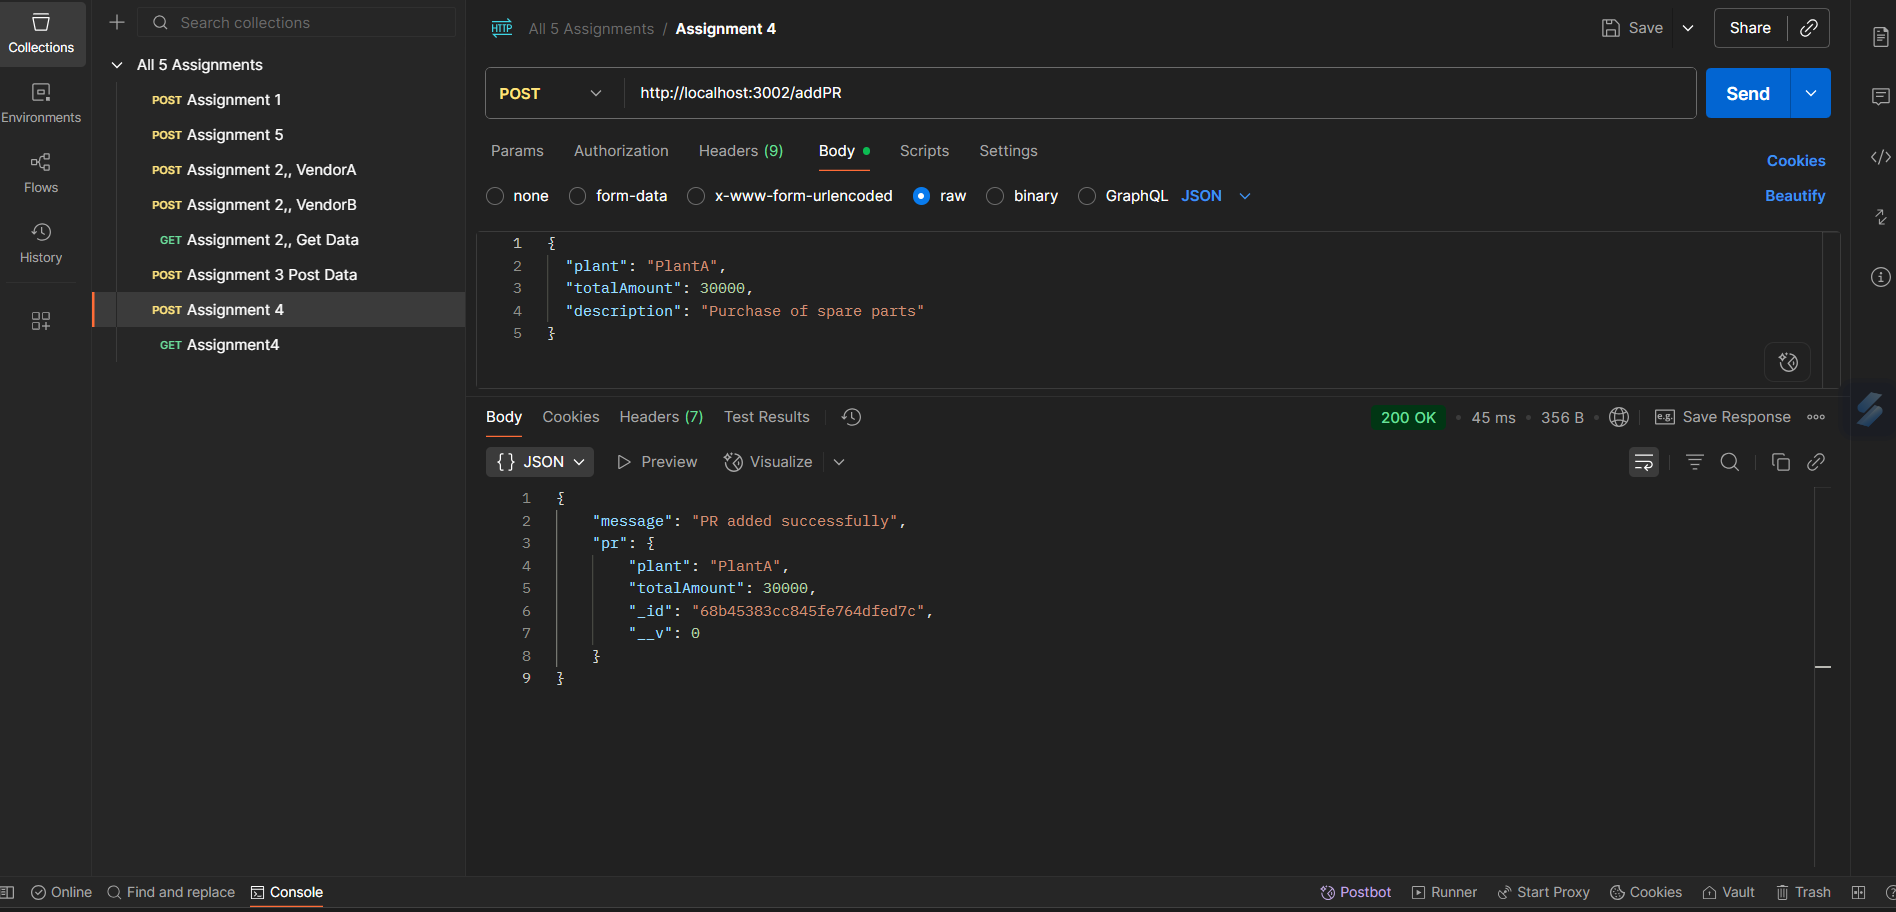 Collections
Environments
Flows
History
Search collections
All 5 Assignments
POST Assignment 1
POST Assignment 5
POST Assignment 2,, VendorA
POST Assignment 2,, VendorB
GET Assignment 2,, Get Data
POST Assignment 3 Post Data
POST Assignment 4
GET Assignment4
HTTP All 5 Assignments / Assignment 4
Save
Share
POST http://localhost:3002/addPR
Send
Params Authorization Headers (9) Body Scripts Settings
Cookies
none form-data x-www-form-urlencoded raw binary GraphQL JSON
Beautify
1 {
2 "plant": "PlantA",
3 "totalAmount": 30000,
4 "description": "Purchase of spare parts"
5 }
Body Cookies Headers (7) Test Results
200 OK • 45 ms • 356 B • e.g. Save Response
{} JSON Preview Visualize
1 {
2 "message": "PR added successfully",
3 "pr": {
4 "plant": "PlantA",
5 "totalAmount": 30000,
6 "_id": "68b45383cc845fe764dfed7c",
7 "__v": 0
8 }
9 }
Online Find and replace Console
Postbot Runner Start Proxy Cookies Vault Trash